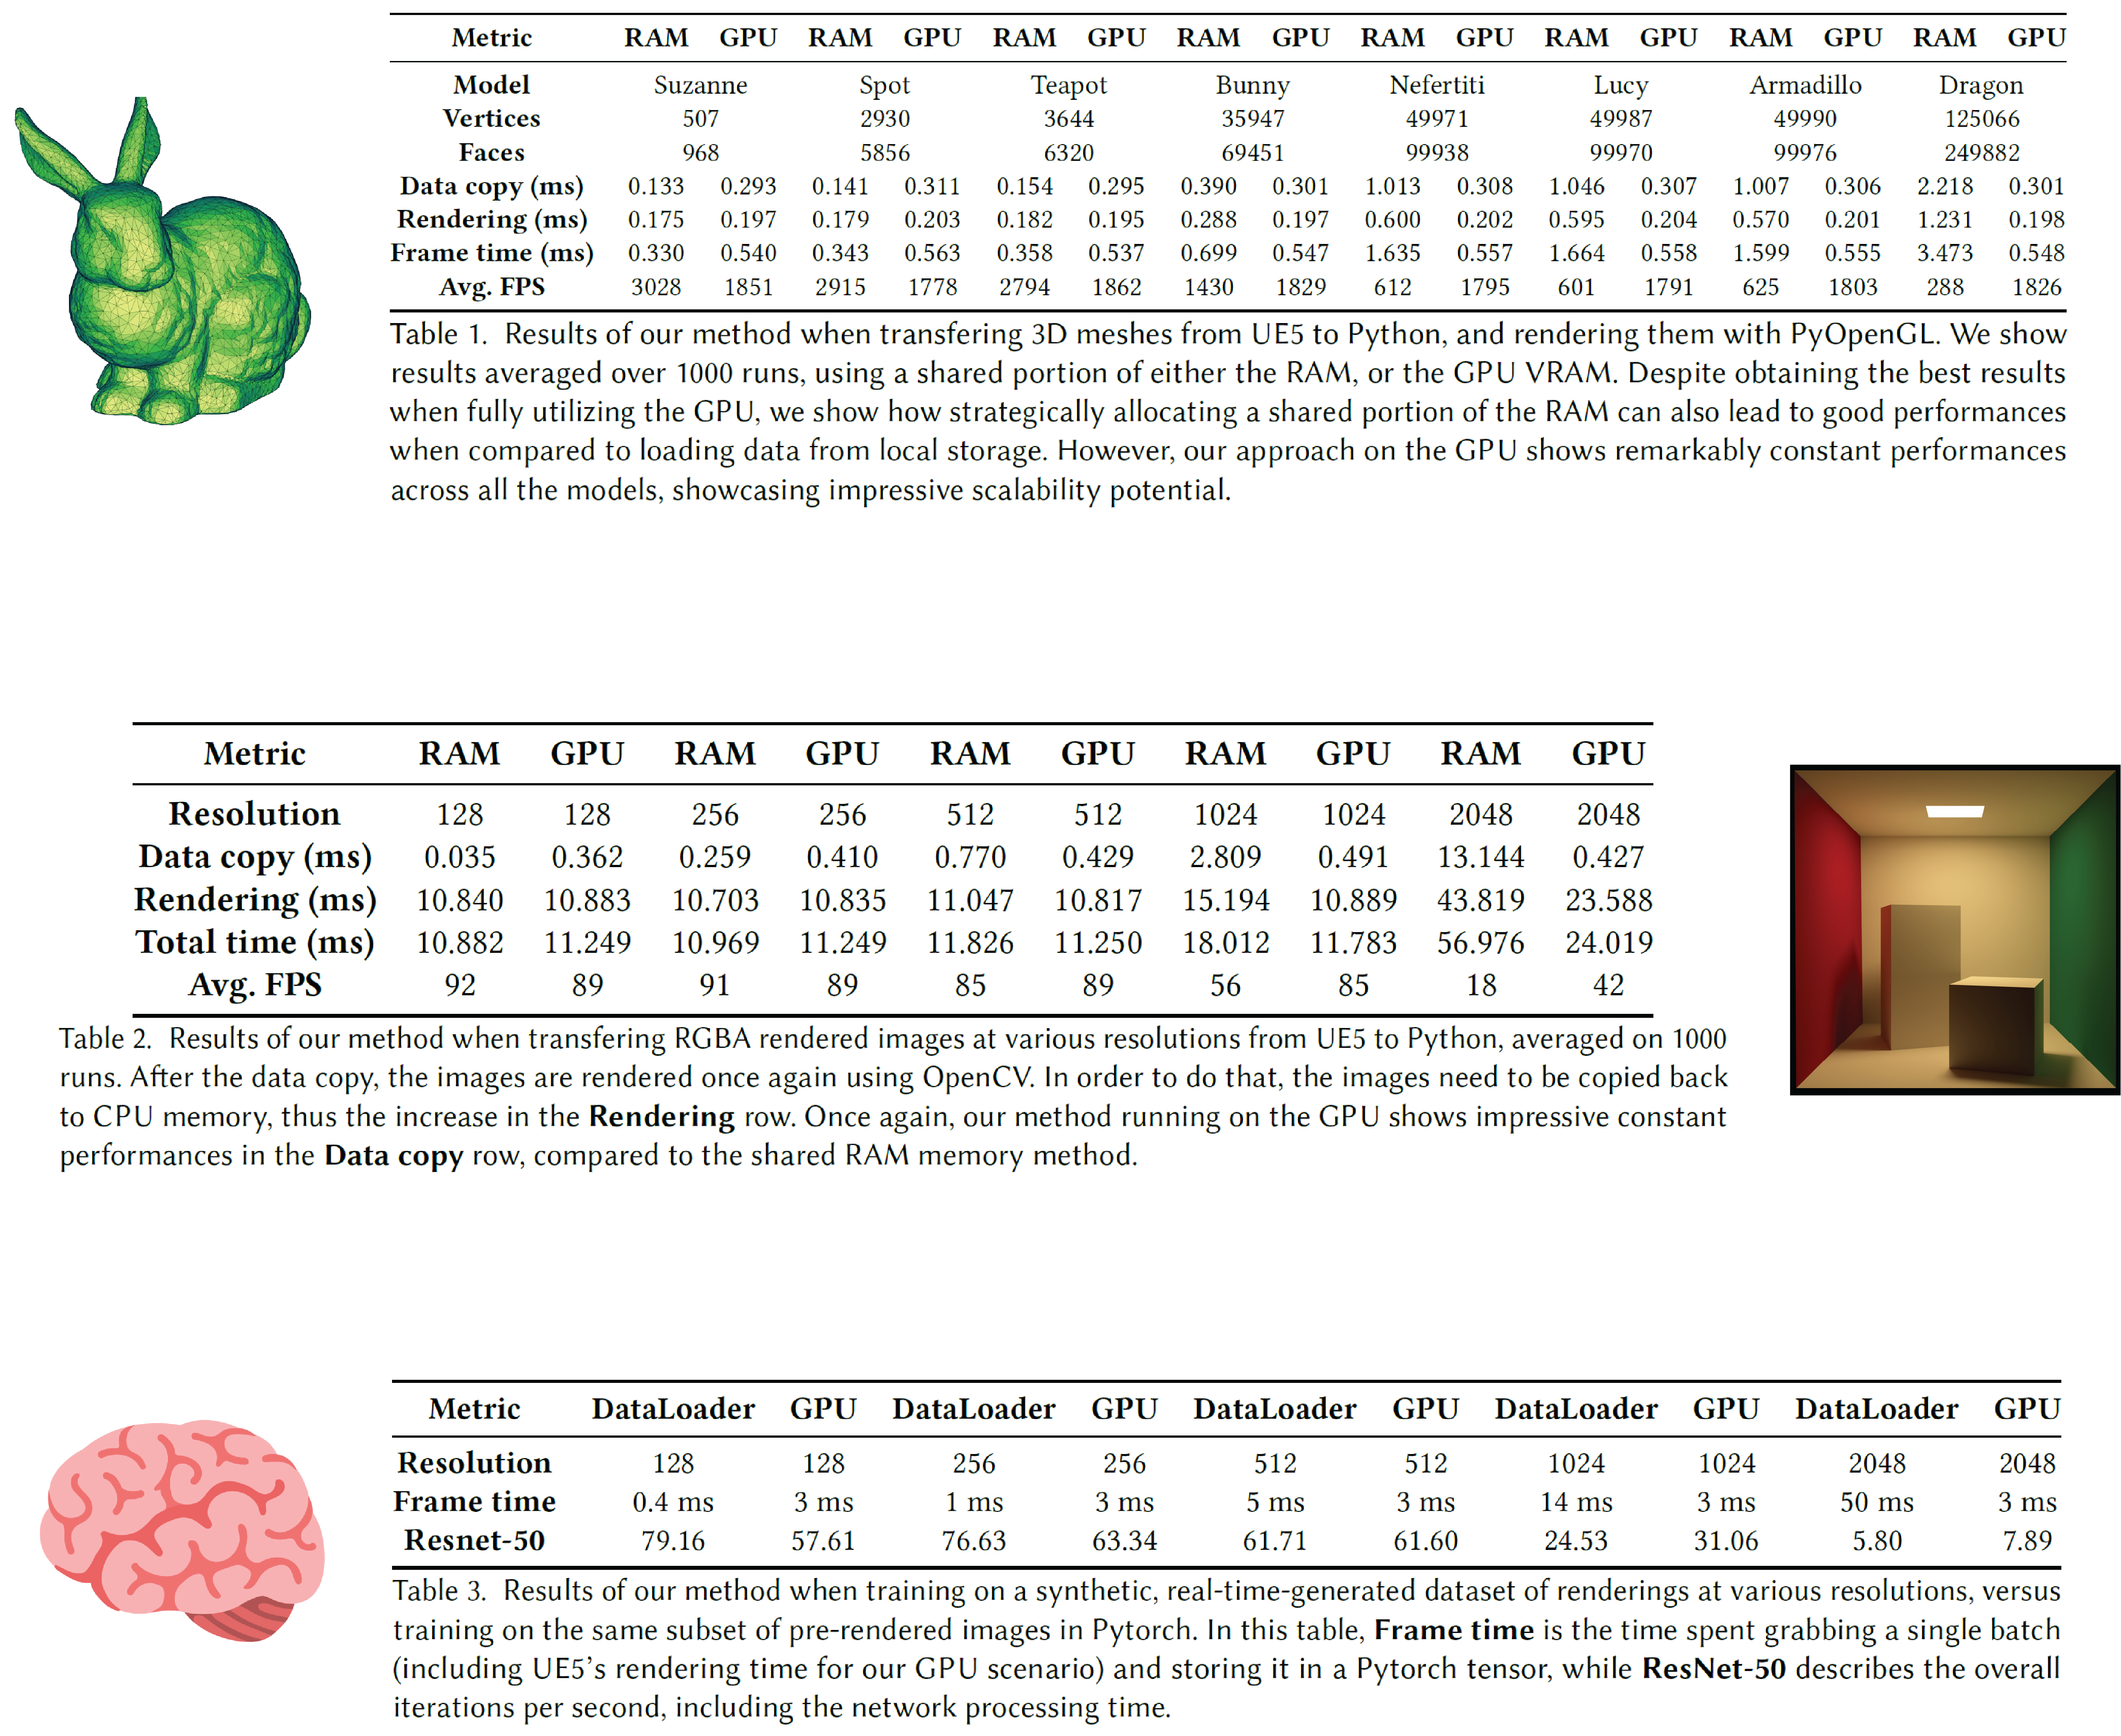 Metric RAM GPU RAM GPU RAM GPU RAM GPU RAM GPU RAM GPU RAM GPU RAM GPU
Model Suzanne Spot Teapot Bunny Nefertiti Lucy Armadillo Dragon
Vertices 507 2930 3644 35947 49971 49987 49990 125066
Faces 968 5856 6320 69451 99938 99970 99976 249882
Data copy (ms) 0.133 0.293 0.141 0.311 0.154 0.295 0.390 0.301 1.013 0.308 1.046 0.307 1.007 0.306 2.218 0.301
Rendering (ms) 0.175 0.197 0.179 0.203 0.182 0.195 0.288 0.197 0.600 0.202 0.595 0.204 0.570 0.201 1.231 0.198
Frame time (ms) 0.330 0.540 0.343 0.563 0.358 0.537 0.699 0.547 1.635 0.557 1.664 0.558 1.599 0.555 3.473 0.548
Avg. FPS 3028 1851 2915 1778 2794 1862 1430 1829 612 1795 601 1791 625 1803 288 1826
Table 1. Results of our method when transfering 3D meshes from UE5 to Python, and rendering them with PyOpenGL. We show
results averaged over 1000 runs, using a shared portion of either the RAM, or the GPU VRAM. Despite obtaining the best results
when fully utilizing the GPU, we show how strategically allocating a shared portion of the RAM can also lead to good performances
when compared to loading data from local storage. However, our approach on the GPU shows remarkably constant performances
across all the models, showcasing impressive scalability potential.
Metric RAM GPU RAM GPU RAM GPU RAM GPU RAM GPU
Resolution 128 128 256 256 512 512 1024 1024 2048 2048
Data copy (ms) 0.035 0.362 0.259 0.410 0.770 0.429 2.809 0.491 13.144 0.427
Rendering (ms) 10.840 10.883 10.703 10.835 11.047 10.817 15.194 10.889 43.819 23.588
Total time (ms) 10.882 11.249 10.969 11.249 11.826 11.250 18.012 11.783 56.976 24.019
Avg. FPS 92 89 91 89 85 89 56 85 18 42
Table 2. Results of our method when transfering RGBA rendered images at various resolutions from UE5 to Python, averaged on 1000
runs. After the data copy, the images are rendered once again using OpenCV. In order to do that, the images need to be copied back
to CPU memory, thus the increase in the Rendering row. Once again, our method running on the GPU shows impressive constant
performances in the Data copy row, compared to the shared RAM memory method.
Metric DataLoader GPU DataLoader GPU DataLoader GPU DataLoader GPU DataLoader GPU
Resolution 128 128 256 256 512 512 1024 1024 2048 2048
Frame time 0.4 ms 3 ms 1 ms 3 ms 5 ms 3 ms 14 ms 3 ms 50 ms 3 ms
Resnet-50 79.16 57.61 76.63 63.34 61.71 61.60 24.53 31.06 5.80 7.89
Table 3. Results of our method when training on a synthetic, real-time-generated dataset of renderings at various resolutions, versus
training on the same subset of pre-rendered images in Pytorch. In this table, Frame time is the time spent grabbing a single batch
(including UE5's rendering time for our GPU scenario) and storing it in a Pytorch tensor, while ResNet-50 describes the overall
iterations per second, including the network processing time.